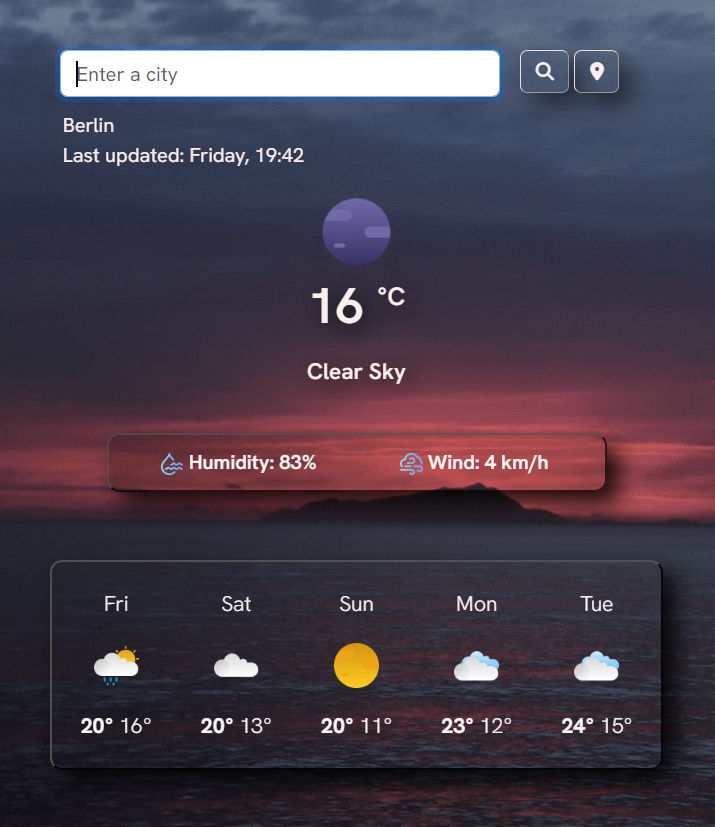 Enter a city
Berlin
Last updated: Friday, 19:42
16 °C
Clear Sky
Humidity: 83% Wind: 4 km/h
Fri Sat Sun Mon Tue
20° 16° 20° 13° 20° 11° 23° 12° 24° 15°